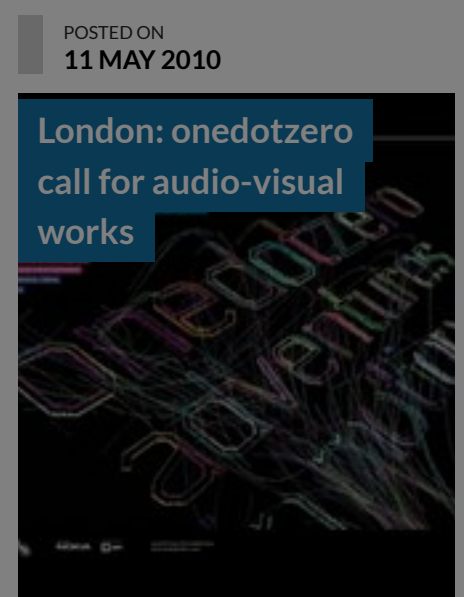 POSTED ON
11 MAY 2010
London: onedotzero
call for audio-visual
works
onedotzero
adventures